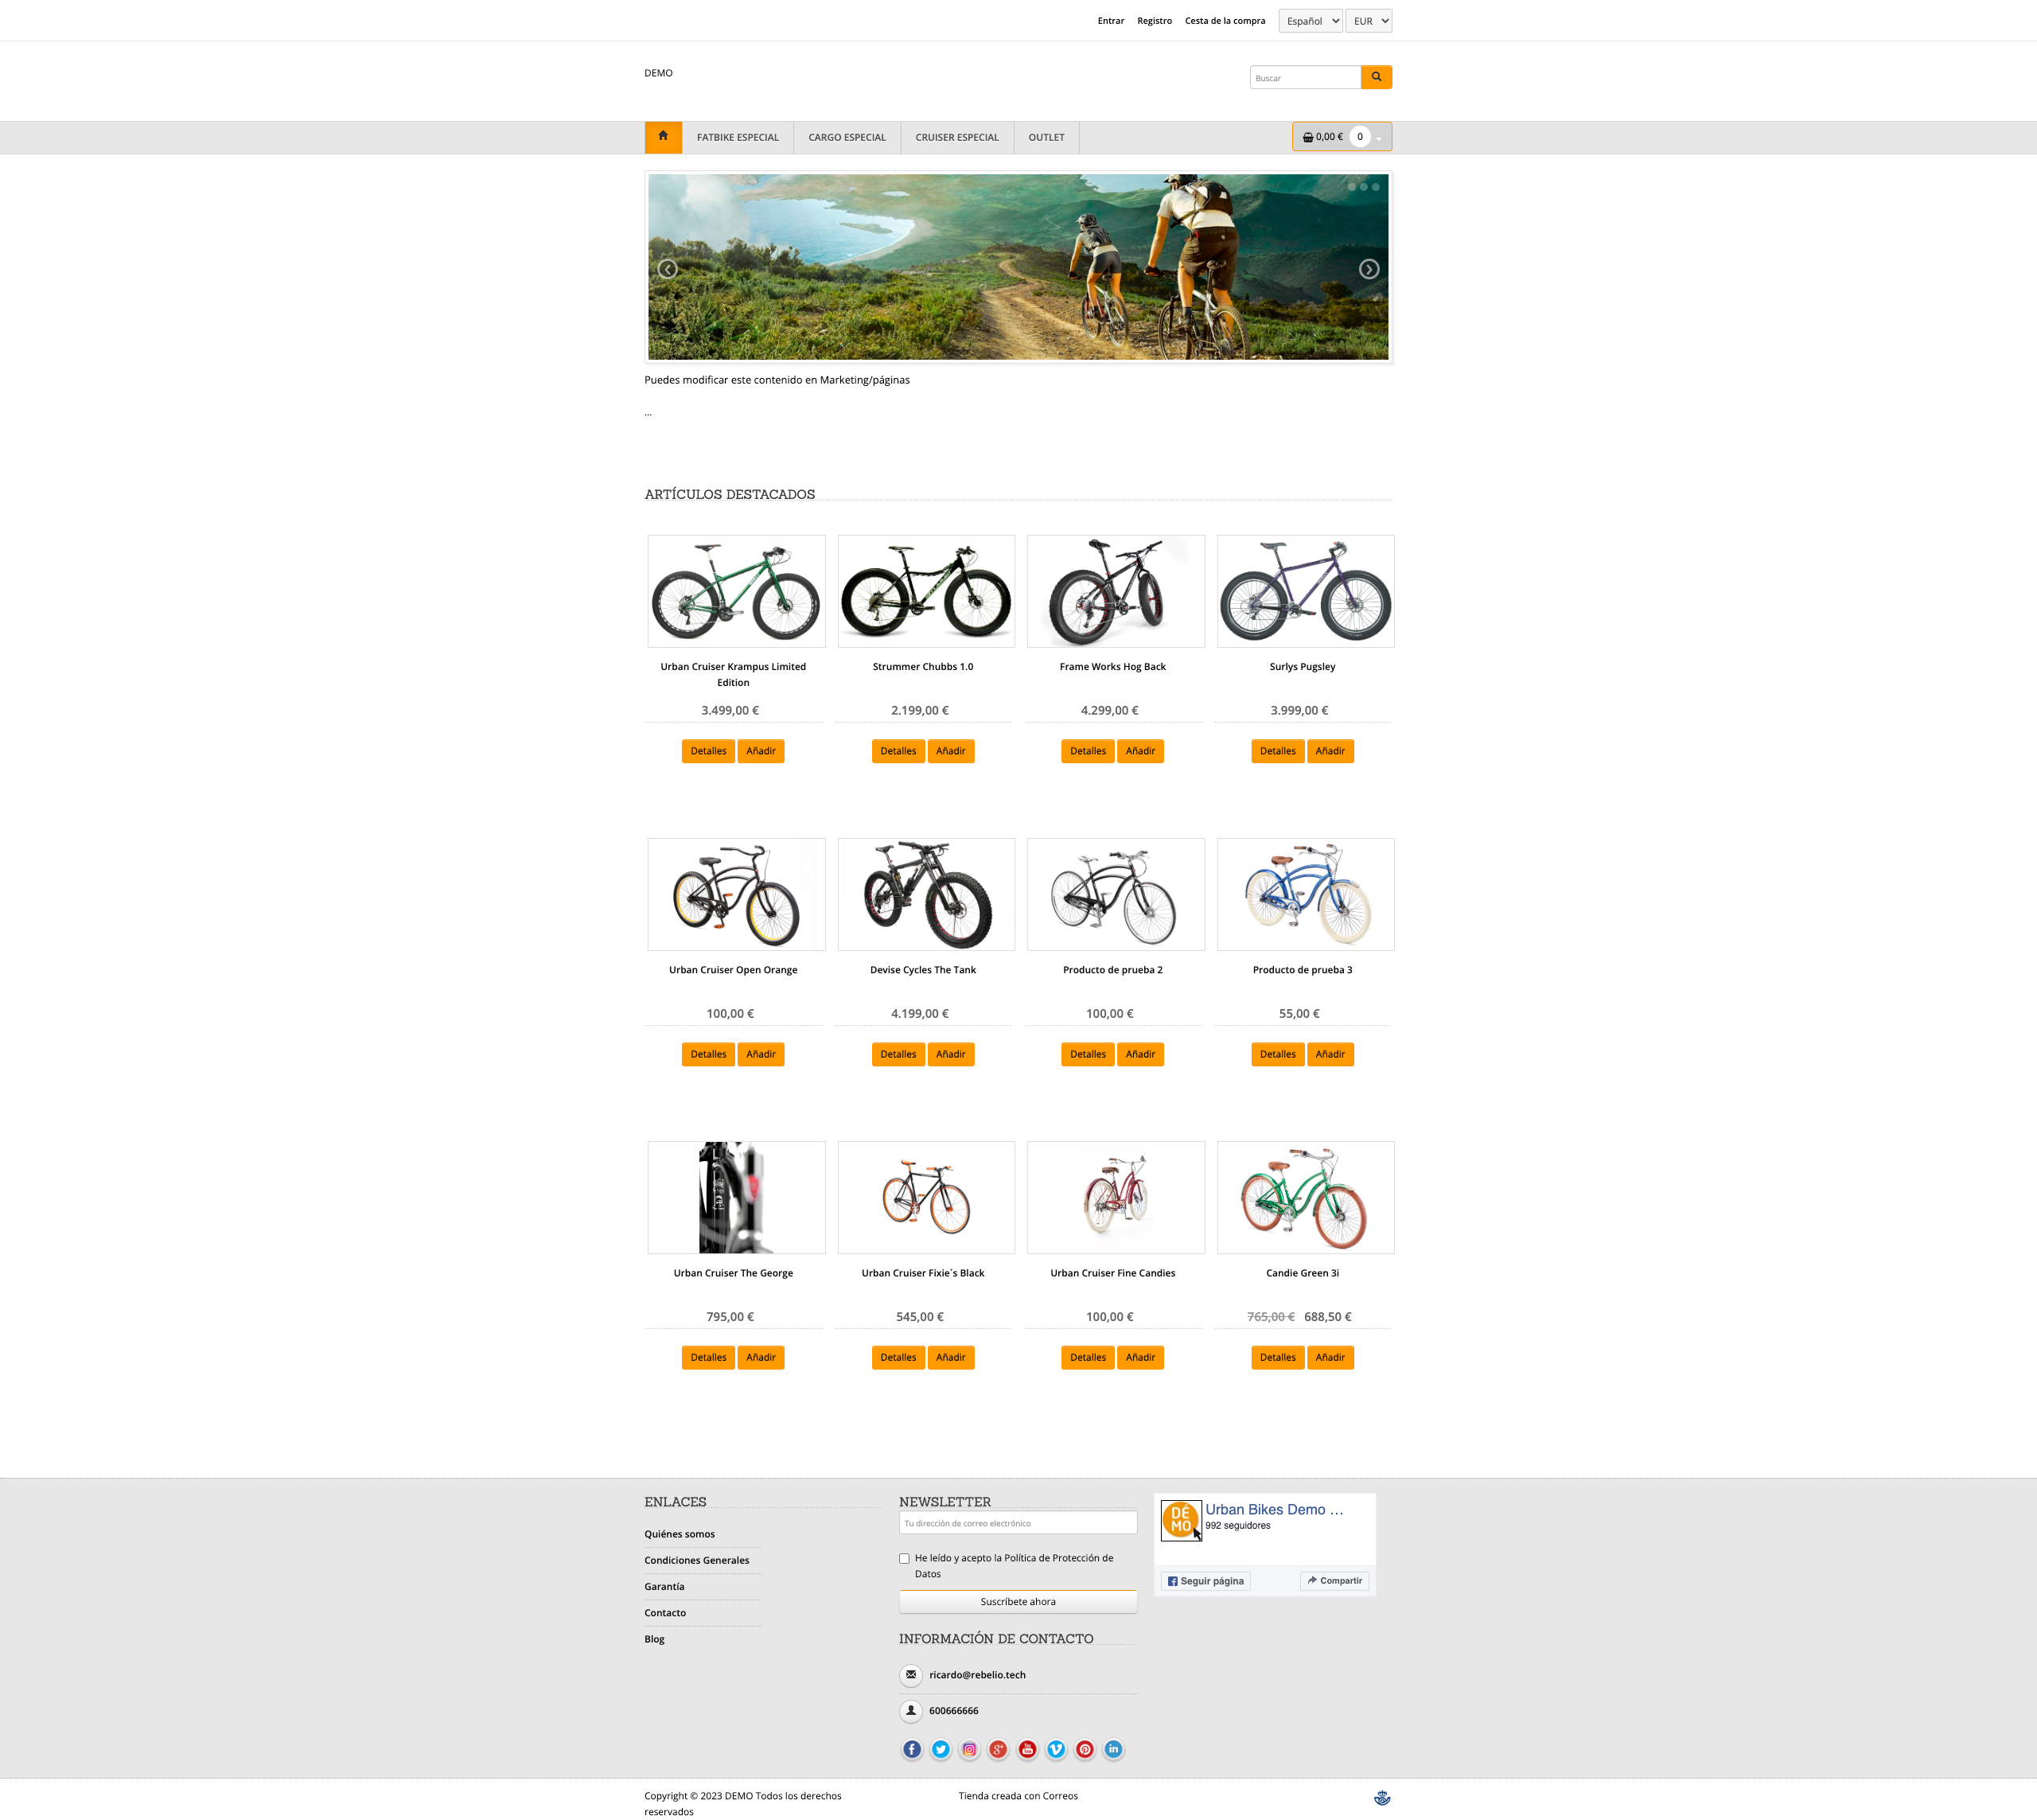 Entrar Registro Cesta de la compra Español EUR
DEMO
Buscar
FATBIKE ESPECIAL CARGO ESPECIAL CRUISER ESPECIAL OUTLET 0,00 € 0
Puedes modificar este contenido en Marketing/páginas
...
ARTÍCULOS DESTACADOS
Urban Cruiser Krampus Limited
Edition
3.499,00 €
Detalles Añadir
Strummer Chubbs 1.0
2.199,00 €
Detalles Añadir
Frame Works Hog Back
4.299,00 €
Detalles Añadir
Surlys Pugsley
3.999,00 €
Detalles Añadir
Urban Cruiser Open Orange
100,00 €
Detalles Añadir
Devise Cycles The Tank
4.199,00 €
Detalles Añadir
Producto de prueba 2
100,00 €
Detalles Añadir
Producto de prueba 3
55,00 €
Detalles Añadir
Urban Cruiser The George
795,00 €
Detalles Añadir
Urban Cruiser Fixie´s Black
545,00 €
Detalles Añadir
Urban Cruiser Fine Candies
100,00 €
Detalles Añadir
Candie Green 3i
765,00 € 688,50 €
Detalles Añadir
ENLACES
Quiénes somos
Condiciones Generales
Garantía
Contacto
Blog
NEWSLETTER
Tu dirección de correo electrónico
He leído y acepto la Política de Protección de
Datos
Suscríbete ahora
INFORMACIÓN DE CONTACTO
ricardo@rebelio.tech
600666666
DÉ
MO
Urban Bikes Demo ...
992 seguidores
Seguir página
Compartir
Copyright © 2023 DEMO Todos los derechos
reservados
Tienda creada con Correos